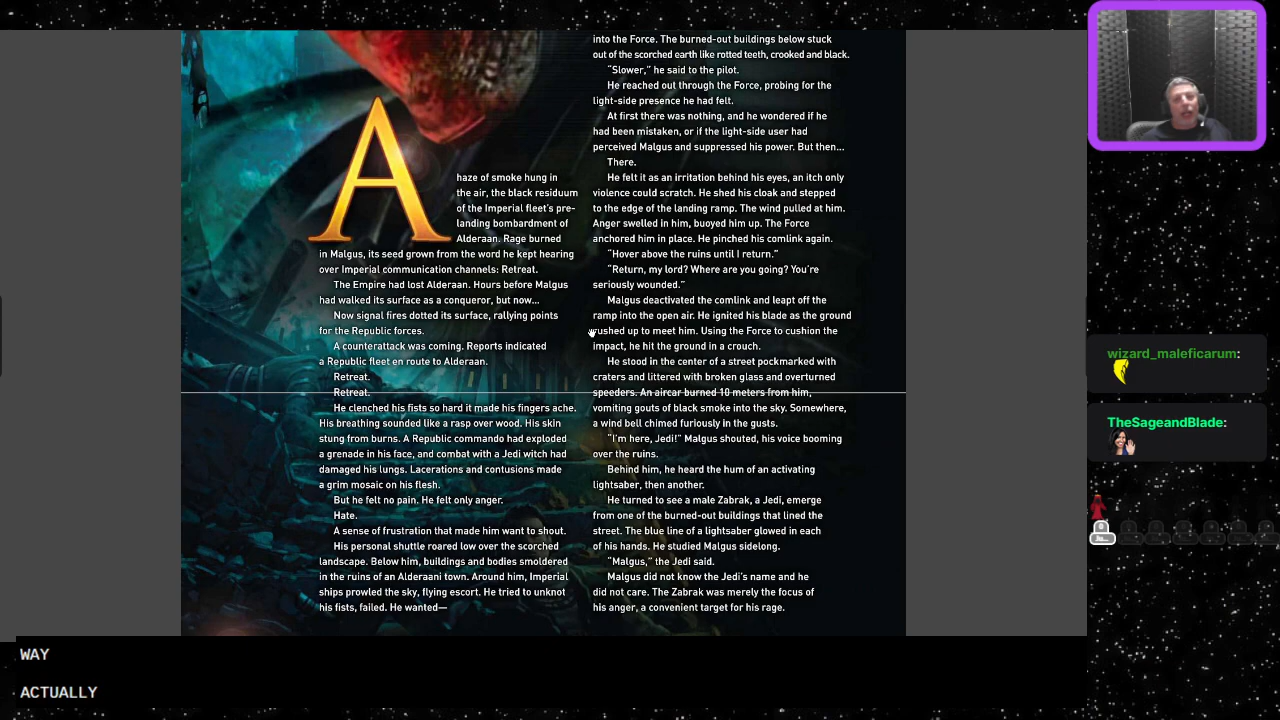 A
haze of smoke hung in
the air, the black residuum
of the Imperial fleet's pre-
landing bombardment of
Alderaan. Rage burned
in Malgus, its seed grown from the word he kept hearing
over Imperial communication channels: Retreat.
The Empire had lost Alderaan. Hours before Malgus
had walked its surface as a conqueror, but now...
Now signal fires dotted its surface, rallying points
for the Republic forces.
A counterattack was coming. Reports indicated
a Republic fleet en route to Alderaan.
Retreat.
Retreat.
He clenched his fists so hard it made his fingers ache.
His breathing sounded like a rasp over wood. His skin
stung from burns. A Republic commando had exploded
a grenade in his face, and combat with a Jedi witch had
damaged his lungs. Lacerations and contusions made
a grim mosaic on his flesh.
But he felt no pain. He felt only anger.
Hate.
A sense of frustration that made him want to shout.
His personal shuttle roared low over the scorched
landscape. Below him, buildings and bodies smoldered
in the ruins of an Alderaani town. Around him, Imperial
ships prowled the sky, flying escort. He tried to unknot
his fists, failed. He wanted—
into the Force. The burned-out buildings below stuck
out of the scorched earth like rotted teeth, crooked and black.
"Slower," he said to the pilot.
He reached out through the Force, probing for the
light-side presence he had felt.
At first there was nothing, and he wondered if he
had been mistaken, or if the light-side user had
perceived Malgus and suppressed his power. But then...
There.
He felt it as an irritation behind his eyes, an itch only
violence could scratch. He shed his cloak and stepped
to the edge of the landing ramp. The wind pulled at him.
Anger swelled in him, buoyed him up. The Force
anchored him in place. He pinched his comlink again.
"Hover above the ruins until I return."
"Return, my lord? Where are you going? You're
seriously wounded."
Malgus deactivated the comlink and leapt off the
ramp into the open air. He ignited his blade as the ground
rushed up to meet him. Using the Force to cushion the
impact, he hit the ground in a crouch.
He stood in the center of a street pockmarked with
craters and littered with broken glass and overturned
speeders. An aircar burned 10 meters from him,
vomiting gouts of black smoke into the sky. Somewhere,
a wind bell chimed furiously in the gusts.
"I'm here, Jedi!" Malgus shouted, his voice booming
over the ruins.
Behind him, he heard the hum of an activating
lightsaber, then another.
He turned to see a male Zabrak, a Jedi, emerge
from one of the burned-out buildings that lined the
street. The blue line of a lightsaber glowed in each
of his hands. He studied Malgus sidelong.
"Malgus," the Jedi said.
Malgus did not know the Jedi's name and he
did not care. The Zabrak was merely the focus of
his anger, a convenient target for his rage.
wizard_maleficarum:
TheSageandBlade:
WAY
ACTUALLY